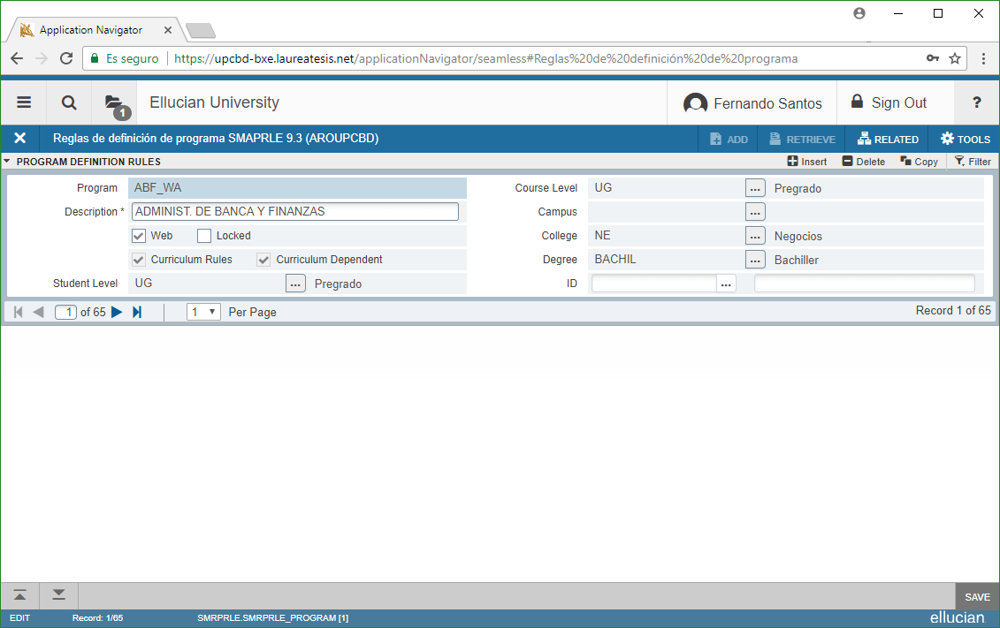 Application Navigator
Es seguro https://upcbd-bxe.laureatesis.net/applicationNavigator/seamless#Reglas%20de%20definición%20de%20programa
1 Ellucian University Fernando Santos Sign Out ?
Reglas de definición de programa SMAPRLE 9.3 (AROUPCBD) ADD RETRIEVE RELATED TOOLS
PROGRAM DEFINITION RULES Insert Delete Copy Filter
Program ABF_WA Course Level UG ... Pregrado
Description * ADMINIST. DE BANCA Y FINANZAS Campus ...
Web Locked College NE ... Negocios
Curriculum Rules Curriculum Dependent Degree BACHIL ... Bachiller
Student Level UG ... Pregrado ID ...
1 of 65 1 Per Page Record 1 of 65
SAVE
EDIT Record: 1/65 SMRPRLE.SMRPRLE_PROGRAM [1] ellucian